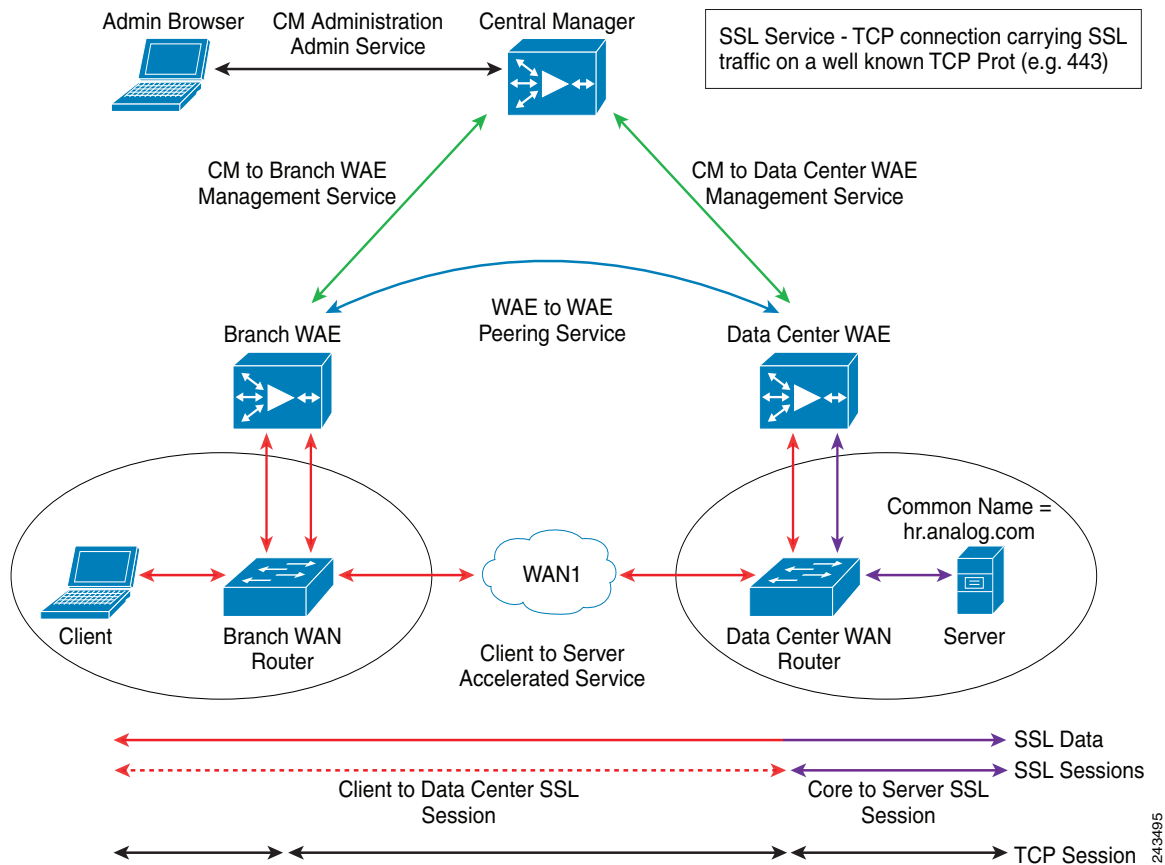 Admin Browser
CM Administration
Admin Service
Central Manager
SSL Service - TCP connection carrying SSL
traffic on a well known TCP Prot (e.g. 443)
CM to Branch WAE
Management Service
CM to Data Center WAE
Management Service
WAE to WAE
Peering Service
Branch WAE
Data Center WAE
Common Name =
hr.analog.com
WAN1
Client
Branch WAN
Router
Client to Server
Accelerated Service
Data Center WAN
Router
Server
SSL Data
SSL Sessions
Client to Data Center SSL
Session
Core to Server SSL
Session
TCP Session
243495